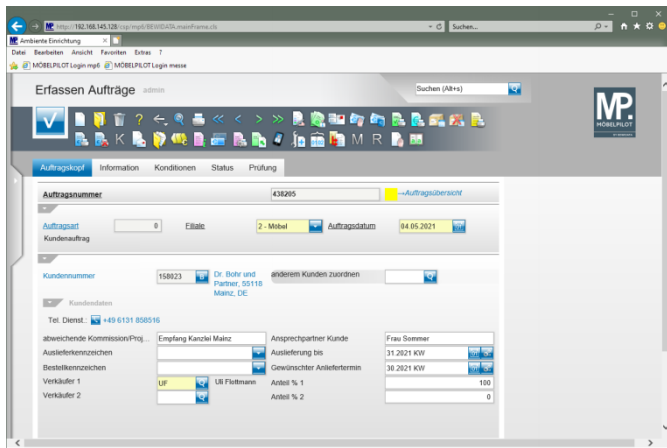 http://192.168.145.128/csp/mp6/BEWIDATA.mainFrame.cls
Suchen...
Ambiente Einrichtung
Datei Bearbeiten Ansicht Favoriten Extras ?
MÖBELPILOT Login mp6 MÖBELPILOT Login messe
Erfassen Aufträge admin
Suchen (Alt+s)
MP.
MÖBELPILOT
K M R
Auftragskopf Information Konditionen Status Prüfung
Auftragsnummer 438205 →Auftragsübersicht
Auftragsart 0 Filiale 2 - Möbel Auftragsdatum 04.05.2021
Kundenauftrag
Kundennummer 158023 Dr. Bohr und anderem Kunden zuordnen
Partner, 55118
Mainz, DE
Kundendaten
Tel. Dienst.: +49 6131 858516
abweichende Kommission/Proj... Empfang Kanzlei Mainz Ansprechpartner Kunde Frau Sommer
Auslieferkennzeichen Auslieferung bis 31.2021 KW
Bestellkennzeichen Gewünschter Anliefertermin 30.2021 KW
Verkäufer 1 UF Uli Flottmann Anteil % 1 100
Verkäufer 2 Anteil % 2 0